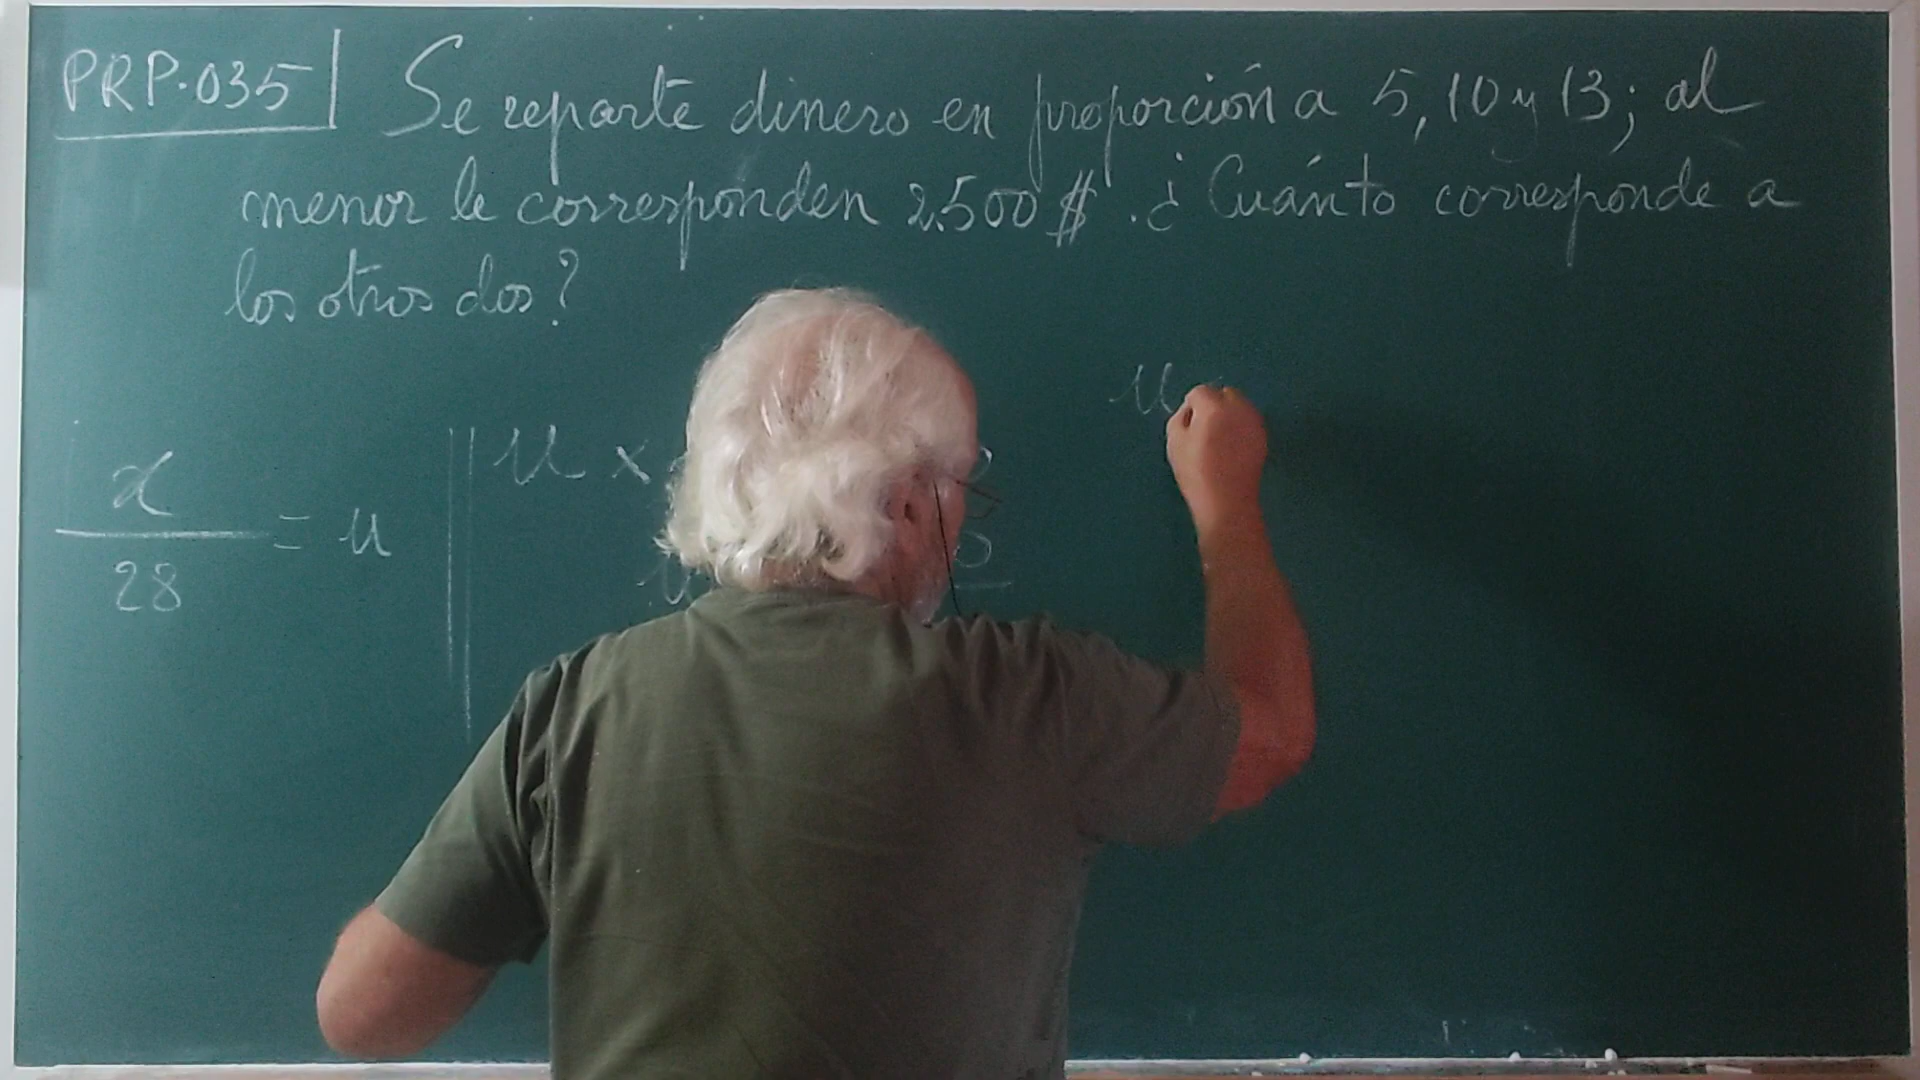 PRP.035 Se reparte dinero en proporción a 5, 10 y 13; al
menor le corresponden 2.500 $. ¿Cuánto corresponde a
los otros dos?
x
28
= u
u ×
u